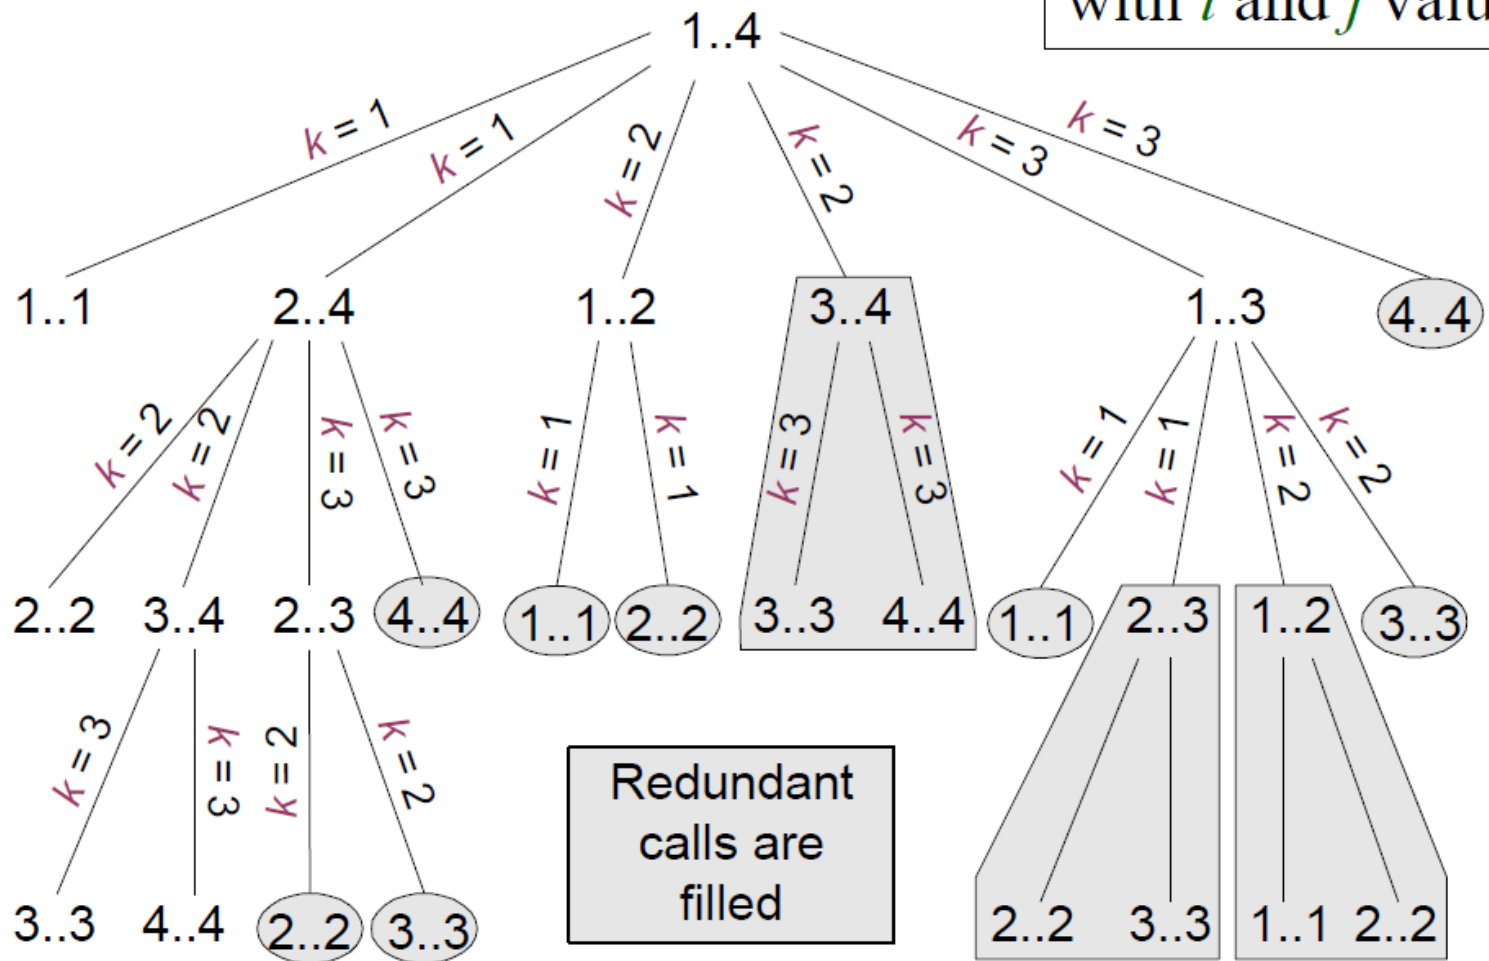 with i and j valu
1..4
k = 1
k = 1
k = 2
k = 2
k = 3
k = 3
1..1
2..4
1..2
3..4
1..3
4..4
k = 2
k = 2
k = 3
k = 3
k = 1
k = 1
k = 3
k = 3
k = 1
k = 1
k = 2
k = 2
2..2
3..4
2..3
4..4
1..1
2..2
3..3
4..4
1..1
2..3
1..2
3..3
k = 3
k = 3
k = 2
k = 2
Redundant
calls are
filled
3..3
4..4
2..2
3..3
2..2
3..3
1..1
2..2